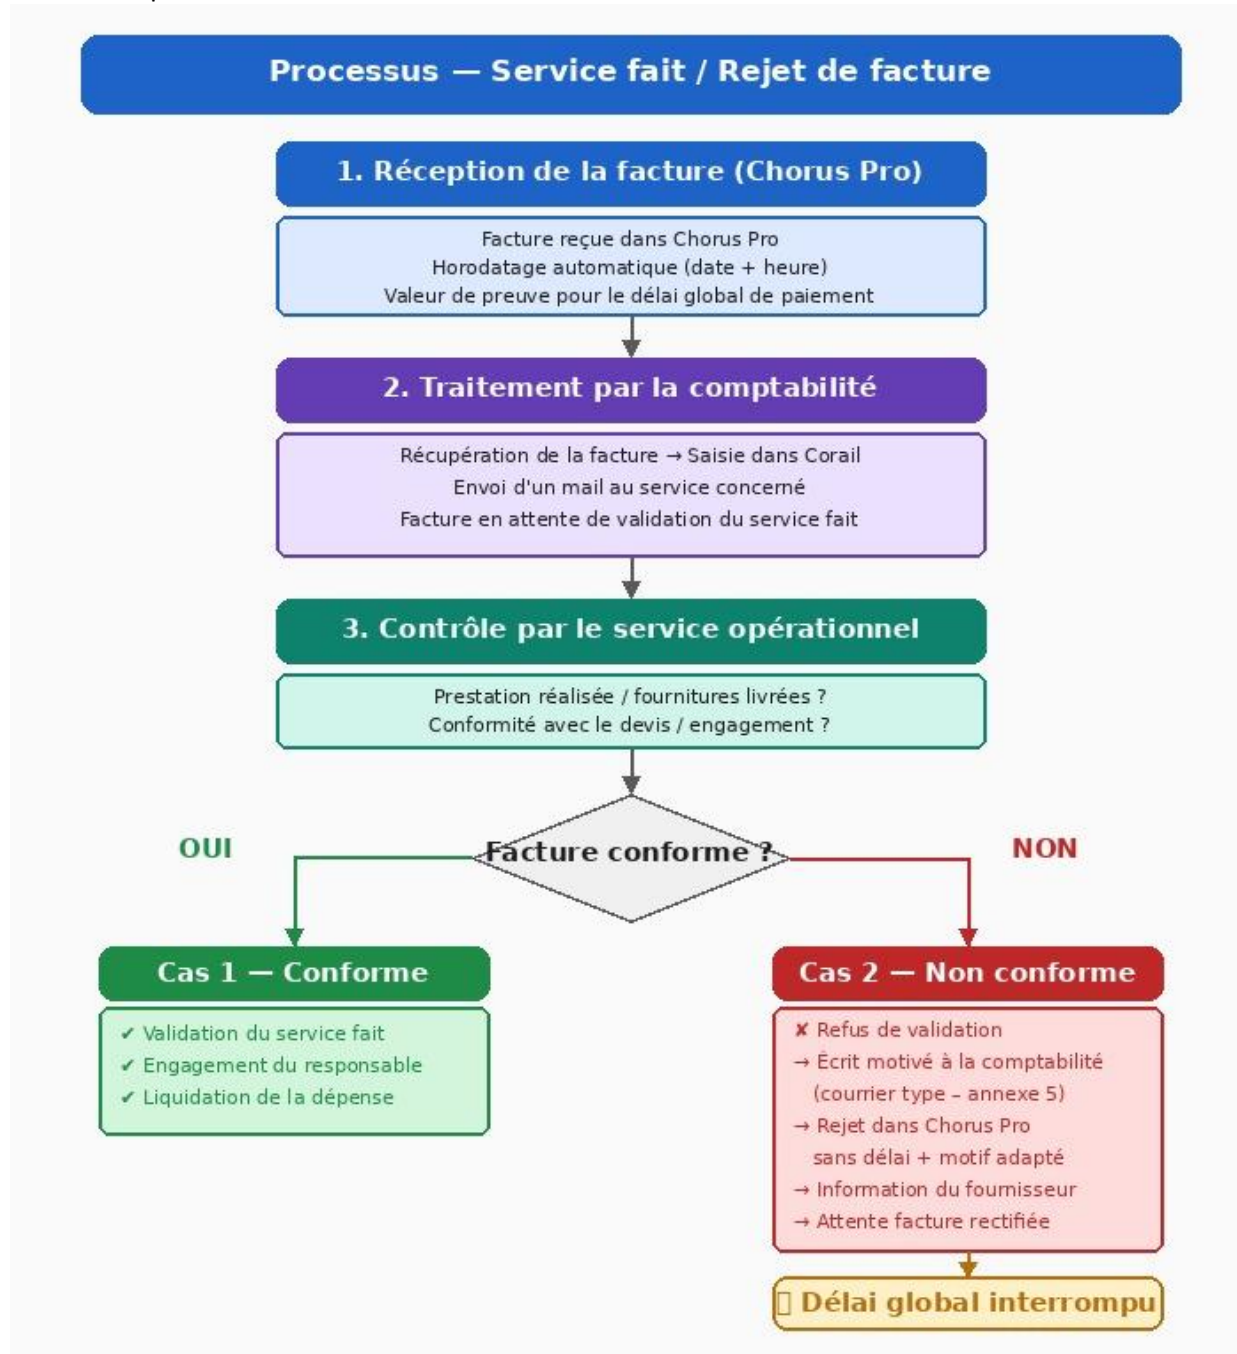 Processus — Service fait / Rejet de facture
1. Réception de la facture (Chorus Pro)
Facture reçue dans Chorus Pro
Horodatage automatique (date + heure)
Valeur de preuve pour le délai global de paiement
2. Traitement par la comptabilité
Récupération de la facture → Saisie dans Corail
Envoi d'un mail au service concerné
Facture en attente de validation du service fait
3. Contrôle par le service opérationnel
Prestation réalisée / fournitures livrées ?
Conformité avec le devis / engagement ?
Facture conforme ?
OUI
NON
Cas 1 — Conforme
✔ Validation du service fait
✔ Engagement du responsable
✔ Liquidation de la dépense
Cas 2 — Non conforme
✘ Refus de validation
→ Écrit motivé à la comptabilité
(courrier type – annexe 5)
→ Rejet dans Chorus Pro
sans délai + motif adapté
→ Information du fournisseur
→ Attente facture rectifiée
Délai global interrompu